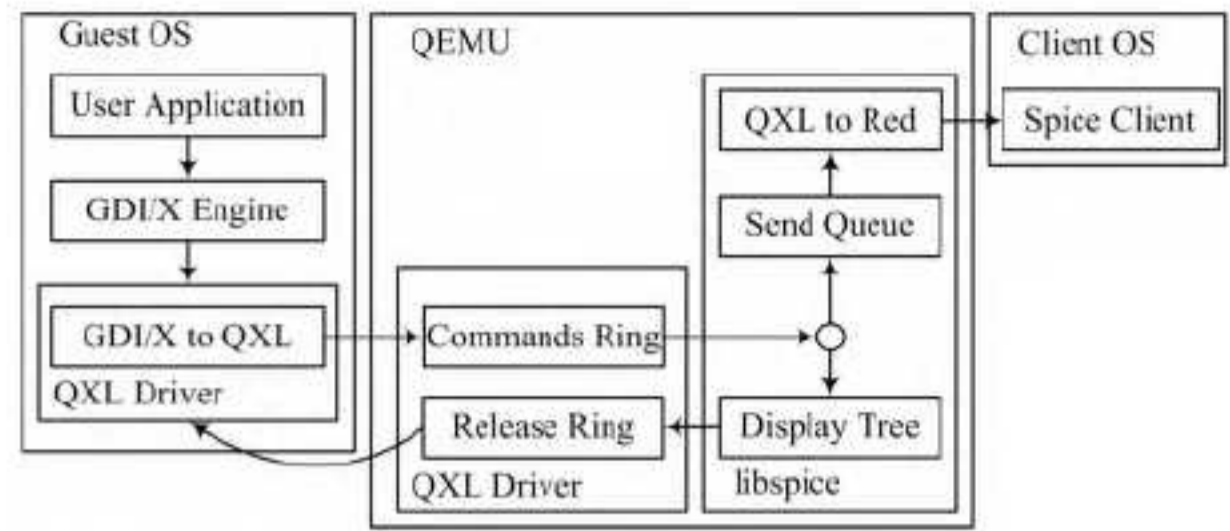 Guest OS
User Application
GDI/X Engine
GDI/X to QXL
QXL Driver
QEMU
Commands Ring
Release Ring
QXL Driver
QXL to Red
Send Queue
Display Tree
libspice
Client OS
Spice Client